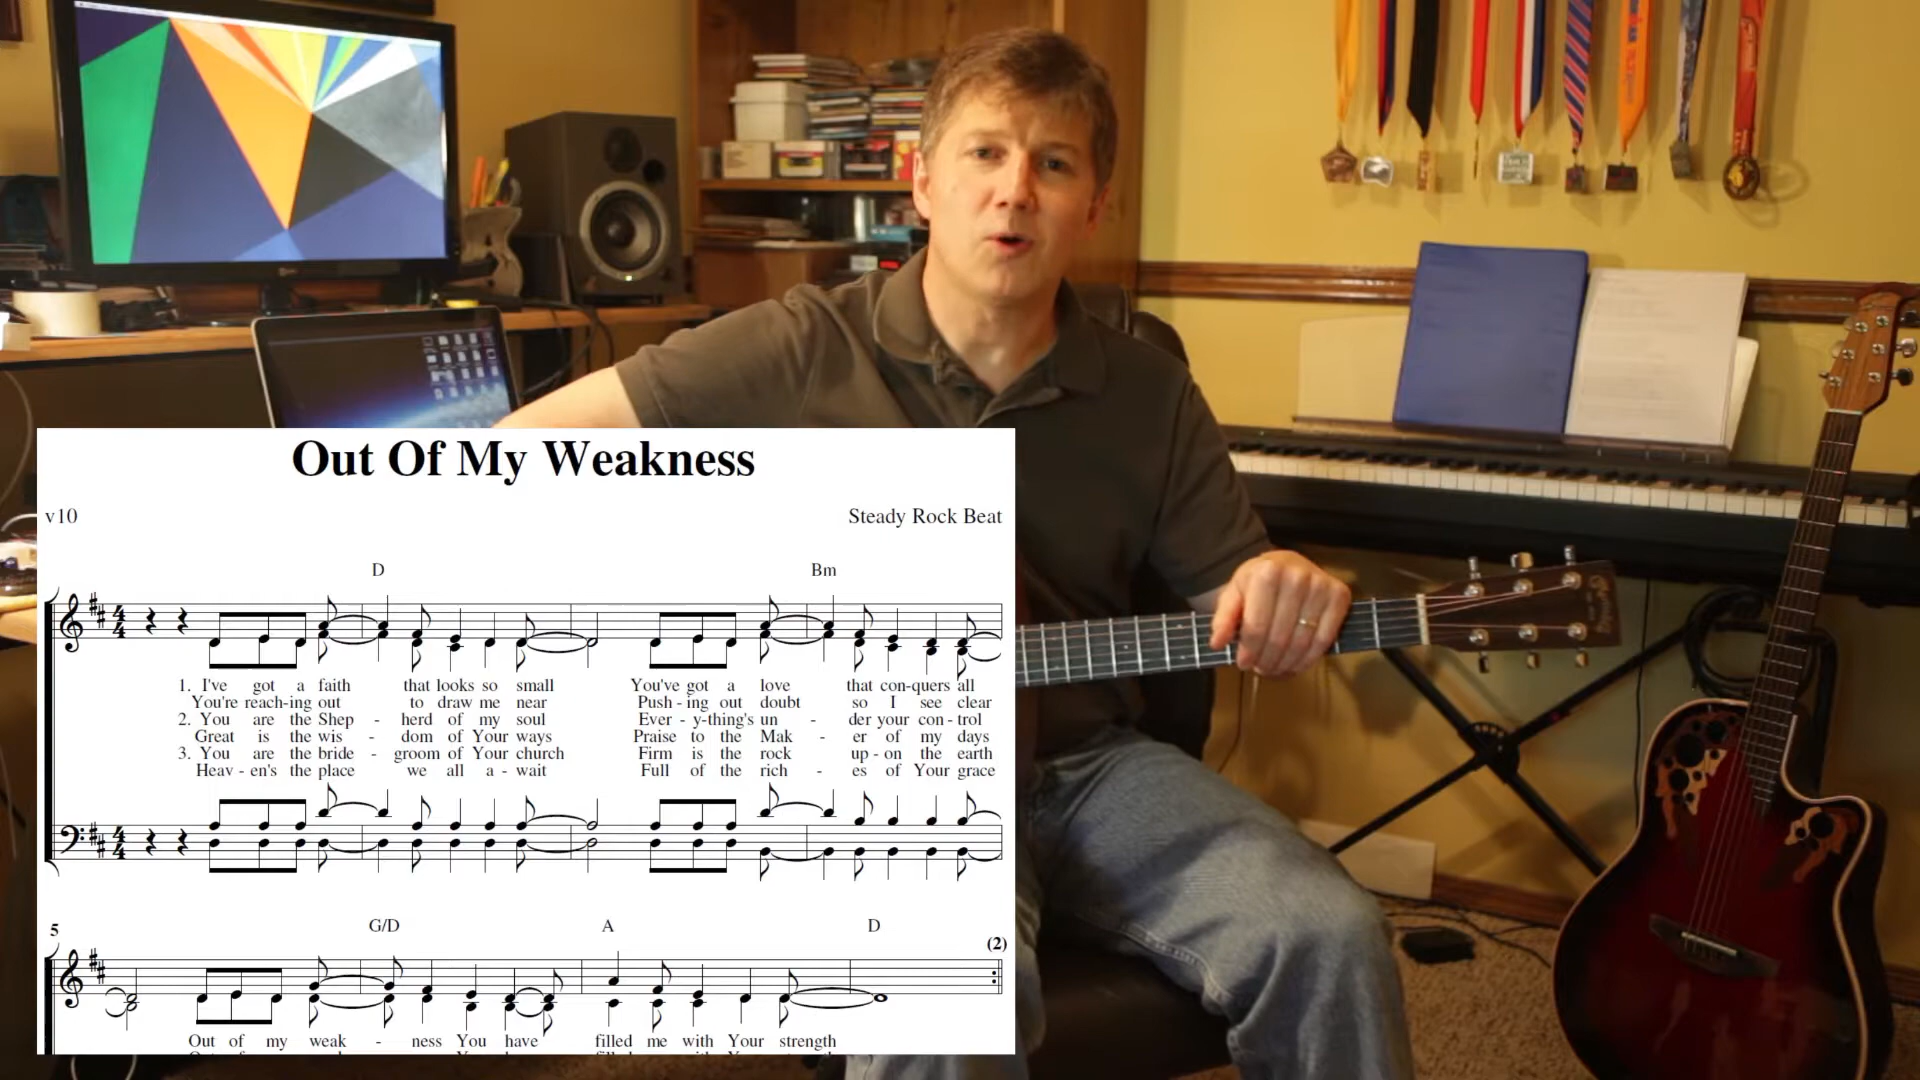 Out Of My Weakness
v10
Steady Rock Beat
D Bm
1. I've got a faith that looks so small You've got a love that con-quers all
You're reach-ing out to draw me near Push-ing out doubt so I see clear
2. You are the Shep - herd of my soul Ever-y-thing's un - der your con-trol
Great is the wis - dom of Your ways Praise to the Mak - er of my days
3. You are the bride - groom of Your church Firm is the rock up-on the earth
Heav-en's the place we all a-wait Full of the rich - es of Your grace
5 G/D A D
(2)
Out of my weak - ness You have filled me with Your strength